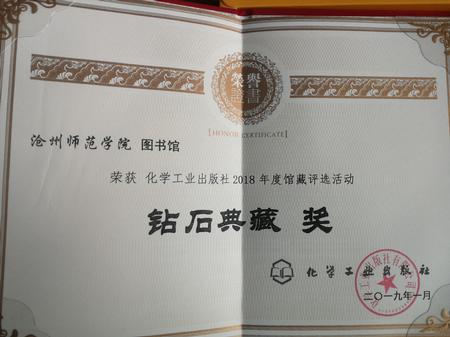 荣誉
證書
[HONOR CERTIFICATE]
沧州师范学院 图书馆
荣获 化学工业出版社2018年度馆藏评选活动
钻石典藏 奖
化学工业出版社
二〇一九年一月